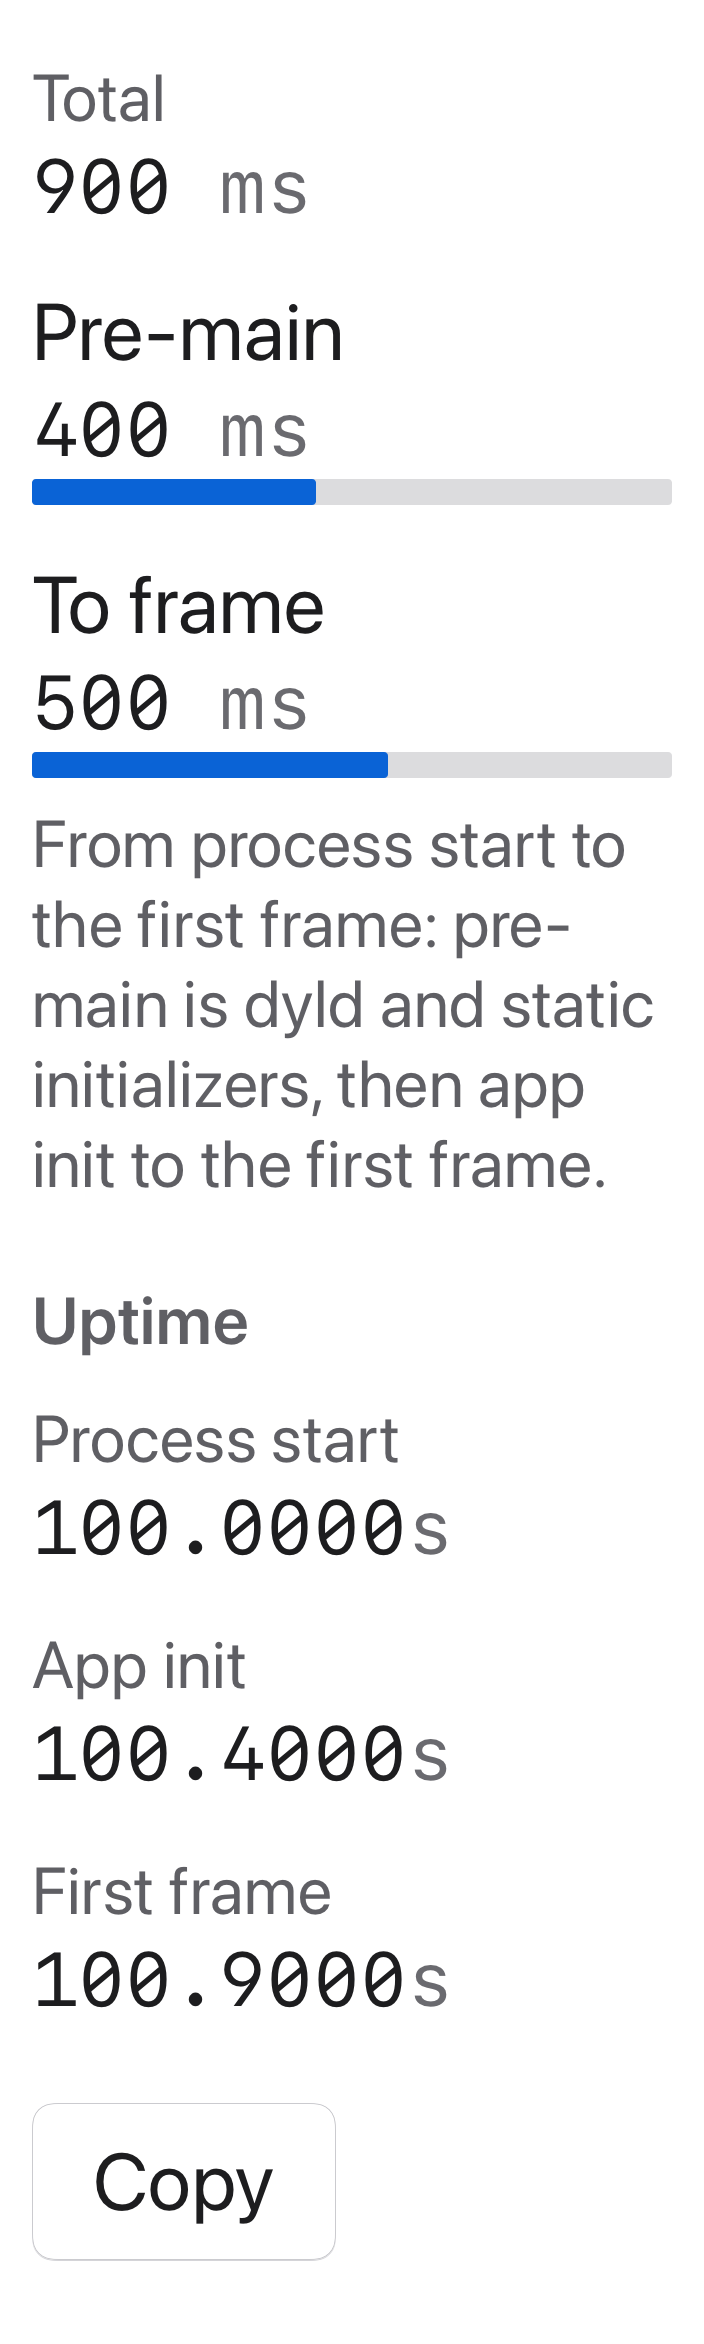 Total
900 ms
Pre-main
400 ms
To frame
500 ms
From process start to
the first frame: pre-
main is dyld and static
initializers, then app
init to the first frame.
Uptime
Process start
100.0000s
App init
100.4000s
First frame
100.9000s
Copy